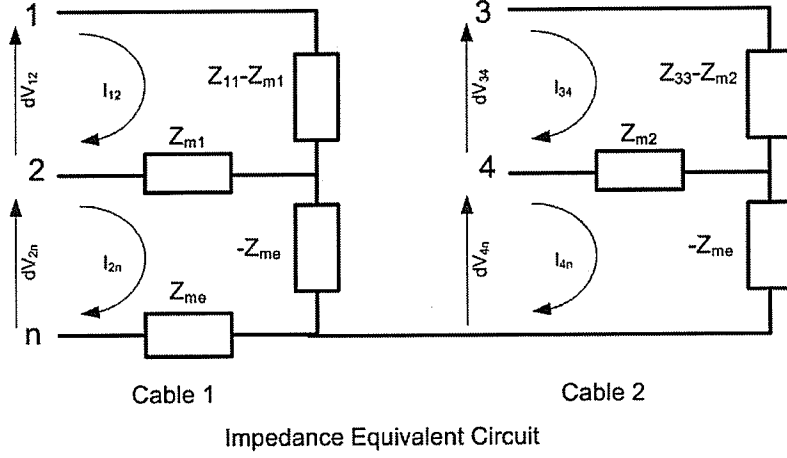 1
3
dV12
I12
Z11-Zm1
dV34
I34
Z33-Zm2
Zm1
Zm2
2
4
dV2n
I2n
-Zme
dV4n
I4n
-Zme
Zme
n
Cable 1
Cable 2
Impedance Equivalent Circuit